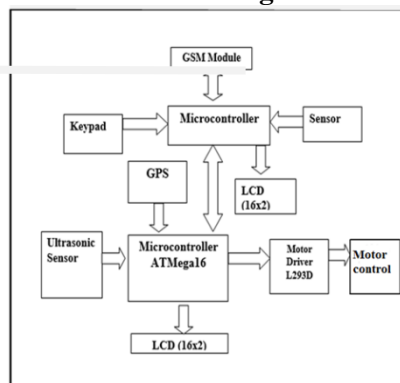 GSM Module
Keypad
Microcontroller
Sensor
GPS
LCD
(16x2)
Ultrasonic
Sensor
Microcontroller
ATMega16
Motor
Driver
L293D
Motor
control
LCD (16x2)